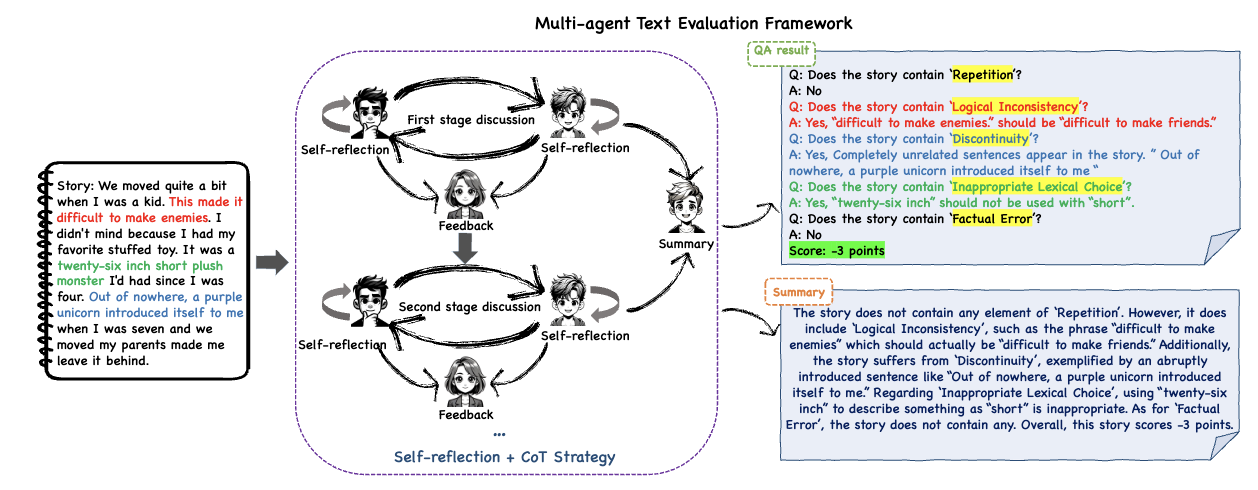 Multi-agent Text Evaluation Framework
Story: We moved quite a bit
when I was a kid. This made it
difficult to make enemies. I
didn't mind because I had my
favorite stuffed toy. It was a
twenty-six inch short plush
monster I'd had since I was
four. Out of nowhere, a purple
unicorn introduced itself to me
when I was seven and we
moved my parents made me
leave it behind.
First stage discussion
Self-reflection
Self-reflection
Feedback
Second stage discussion
Self-reflection
Self-reflection
Feedback
...
Self-reflection + CoT Strategy
Summary
QA result
Q: Does the story contain 'Repetition'?
A: No
Q: Does the story contain 'Logical Inconsistency'?
A: Yes, "difficult to make enemies." should be "difficult to make friends."
Q: Does the story contain 'Discontinuity'?
A: Yes, Completely unrelated sentences appear in the story. " Out of
nowhere, a purple unicorn introduced itself to me "
Q: Does the story contain 'Inappropriate Lexical Choice'?
A: Yes, "twenty-six inch" should not be used with "short".
Q: Does the story contain 'Factual Error'?
A: No
Score: -3 points
Summary
The story does not contain any element of 'Repetition'. However, it does
include 'Logical Inconsistency', such as the phrase "difficult to make
enemies" which should actually be "difficult to make friends." Additionally,
the story suffers from 'Discontinuity', exemplified by an abruptly
introduced sentence like "Out of nowhere, a purple unicorn introduced
itself to me." Regarding 'Inappropriate Lexical Choice', using "twenty-six
inch" to describe something as "short" is inappropriate. As for 'Factual
Error', the story does not contain any. Overall, this story scores -3 points.